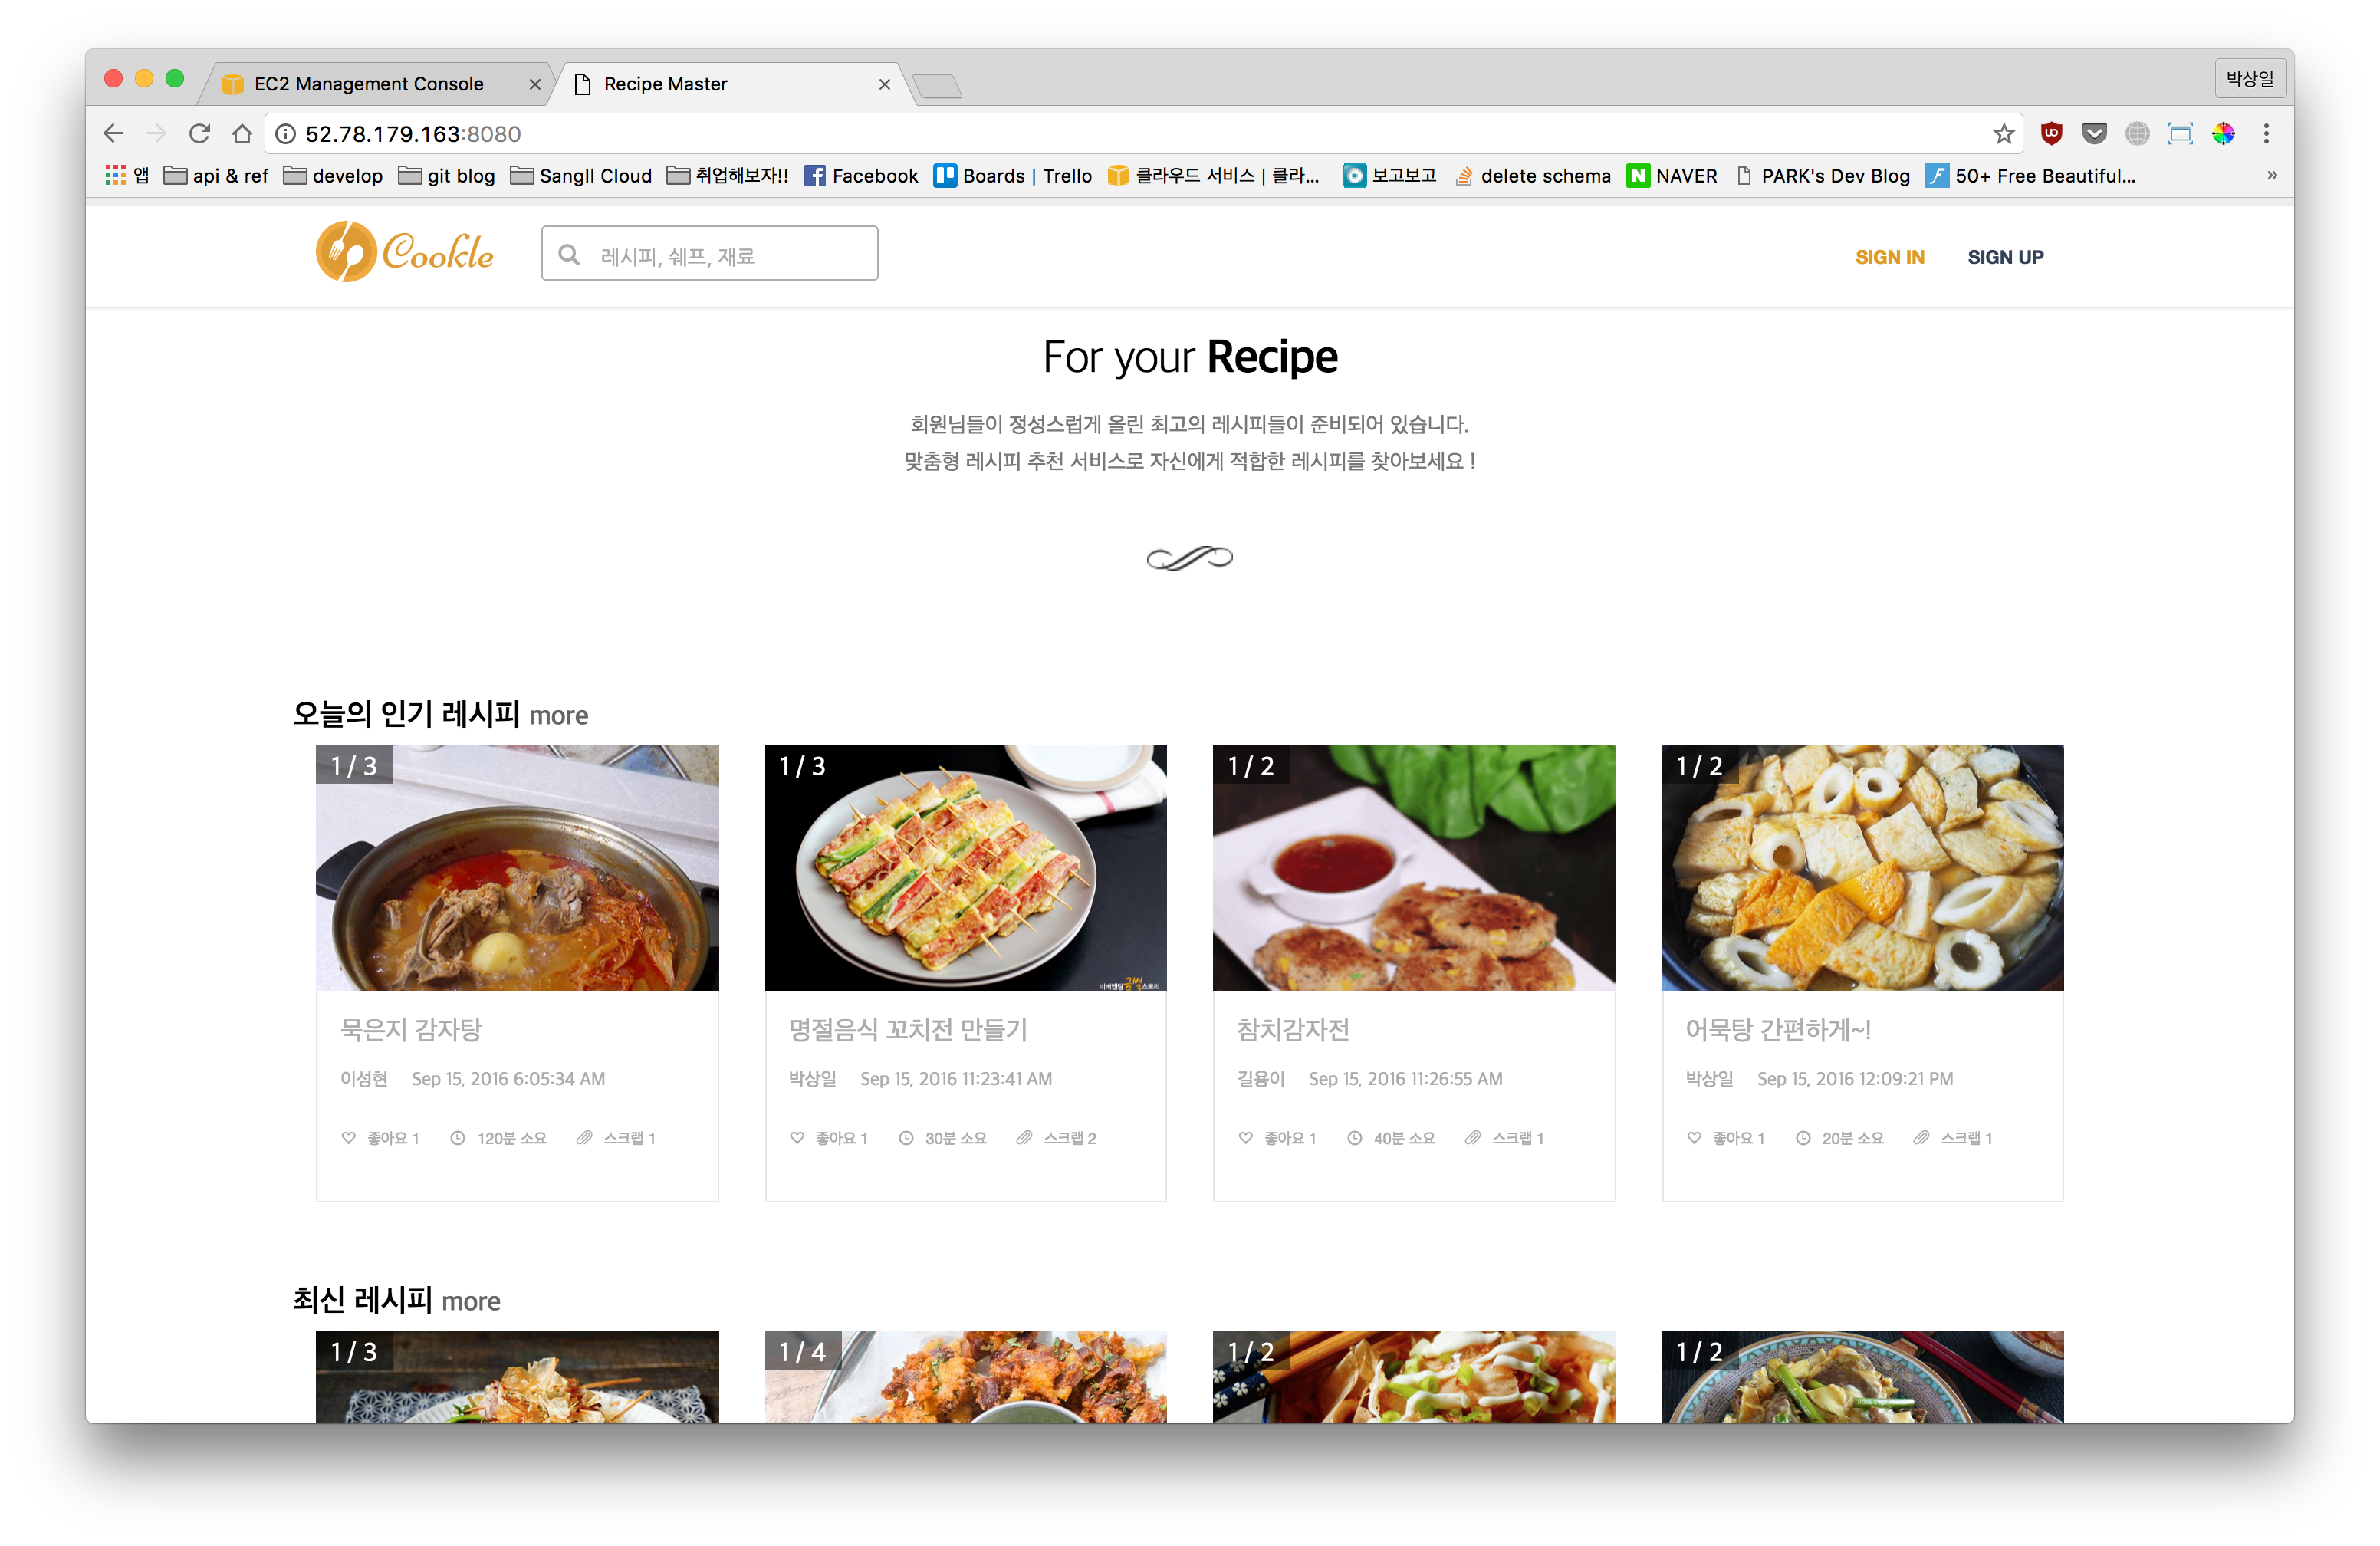 EC2 Management Console
Recipe Master
박상일
52.78.179.163:8080
앱 api & ref develop git blog SangIl Cloud 취업해보자!! Facebook Boards | Trello 클라우드 서비스 | 클라... 보고보고 delete schema NAVER PARK's Dev Blog 50+ Free Beautiful... »
Cookle
레시피, 쉐프, 재료
SIGN IN SIGN UP
For your Recipe
회원님들이 정성스럽게 올린 최고의 레시피들이 준비되어 있습니다.
맞춤형 레시피 추천 서비스로 자신에게 적합한 레시피를 찾아보세요 !
오늘의 인기 레시피 more
1 / 3
묵은지 감자탕
이성현 Sep 15, 2016 6:05:34 AM
좋아요 1 120분 소요 스크랩 1
1 / 3
네버엔딩금별스토리
명절음식 꼬치전 만들기
박상일 Sep 15, 2016 11:23:41 AM
좋아요 1 30분 소요 스크랩 2
1 / 2
참치감자전
길용이 Sep 15, 2016 11:26:55 AM
좋아요 1 40분 소요 스크랩 1
1 / 2
어묵탕 간편하게~!
박상일 Sep 15, 2016 12:09:21 PM
좋아요 1 20분 소요 스크랩 1
최신 레시피 more
1 / 3
1 / 4
1 / 2
1 / 2